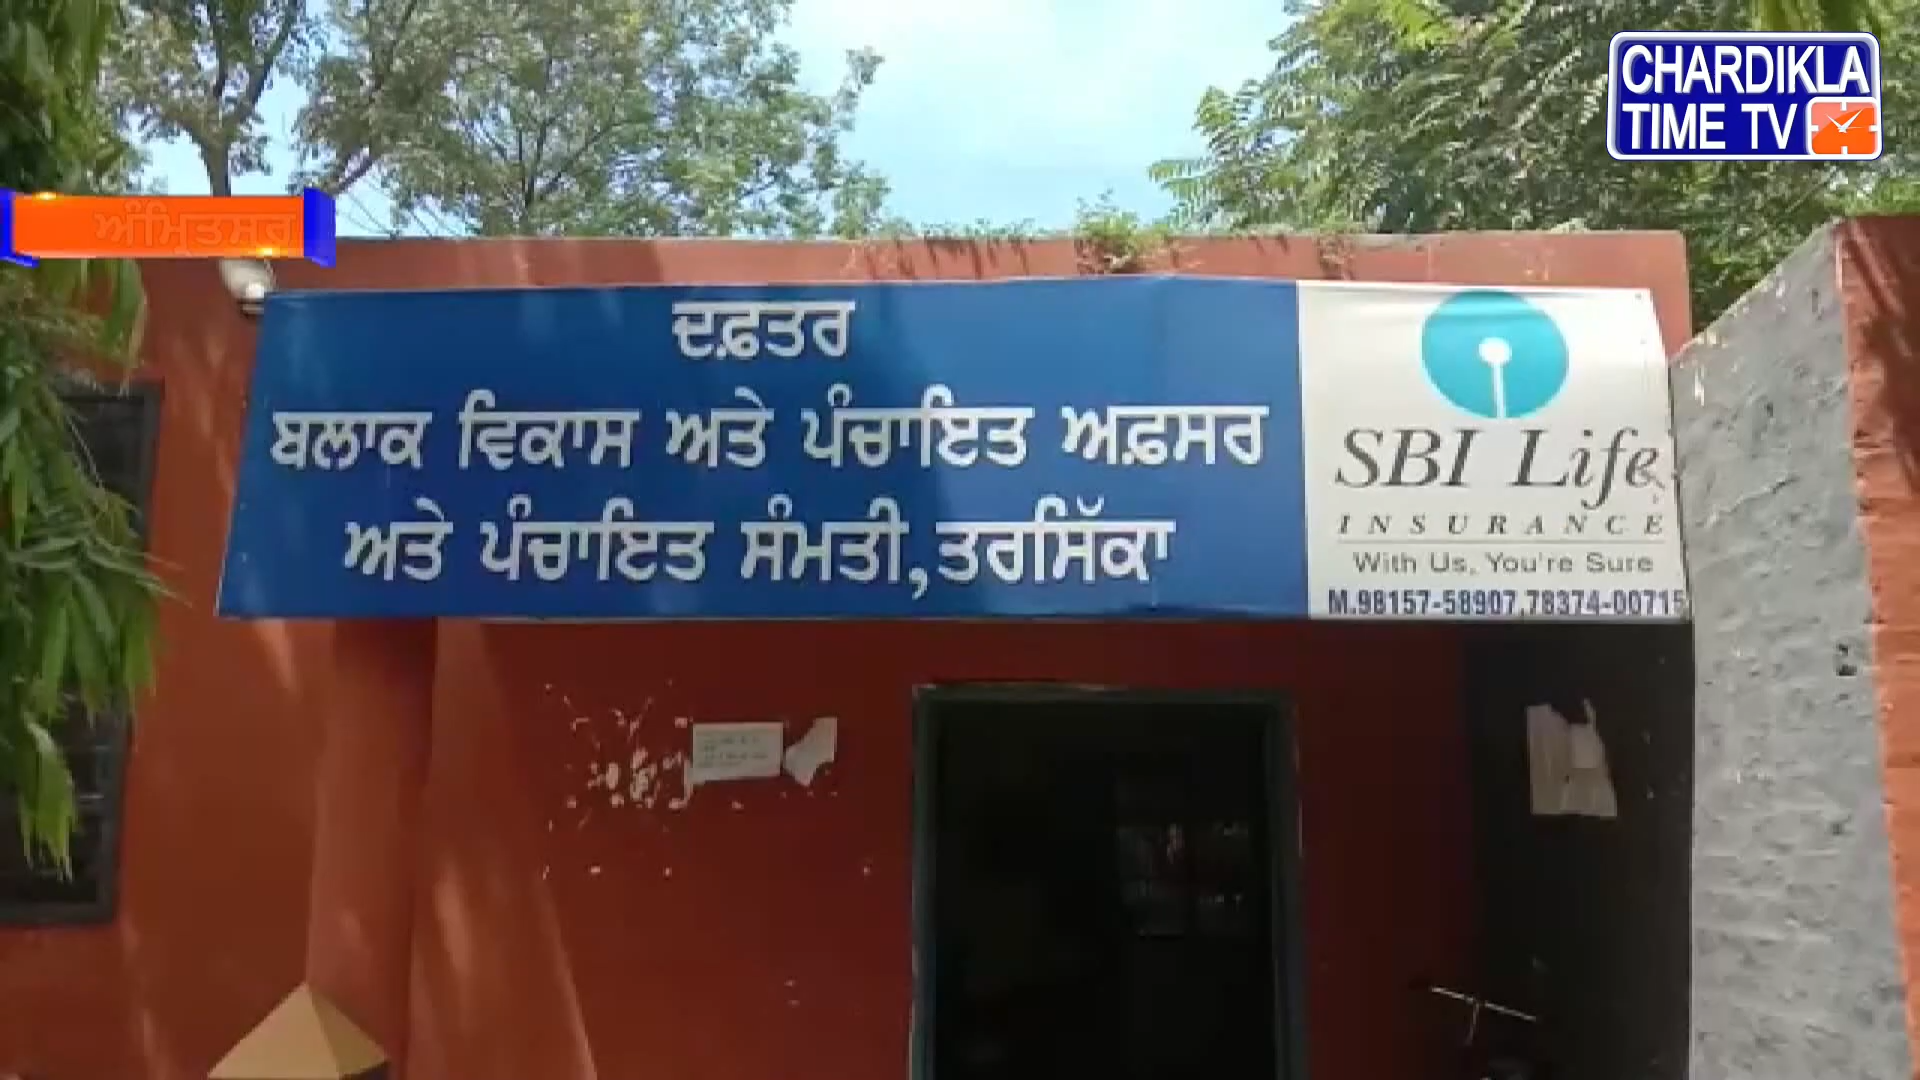 CHARDIKLA
TIME TV
ਅੰਮ੍ਰਿਤਸਰ
ਦਫ਼ਤਰ
ਬਲਾਕ ਵਿਕਾਸ ਅਤੇ ਪੰਚਾਇਤ ਅਫ਼ਸਰ
ਅਤੇ ਪੰਚਾਇਤ ਸੰਮਤੀ,ਤਰਸਿੱਕਾ
SBI Life
INSURANCE
With Us, You're Sure
M.98157-58907,78374-00715